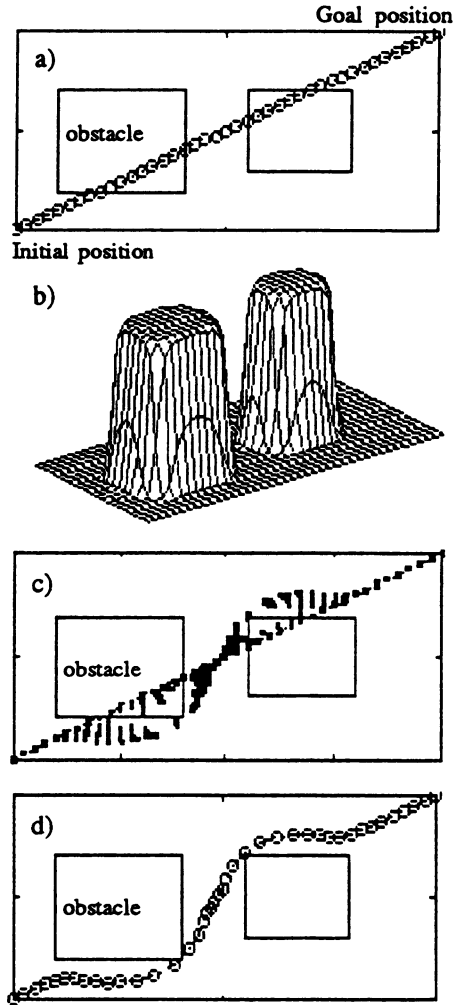 Goal position
a)
obstacle
Initial position
b)
c)
obstacle
d)
obstacle